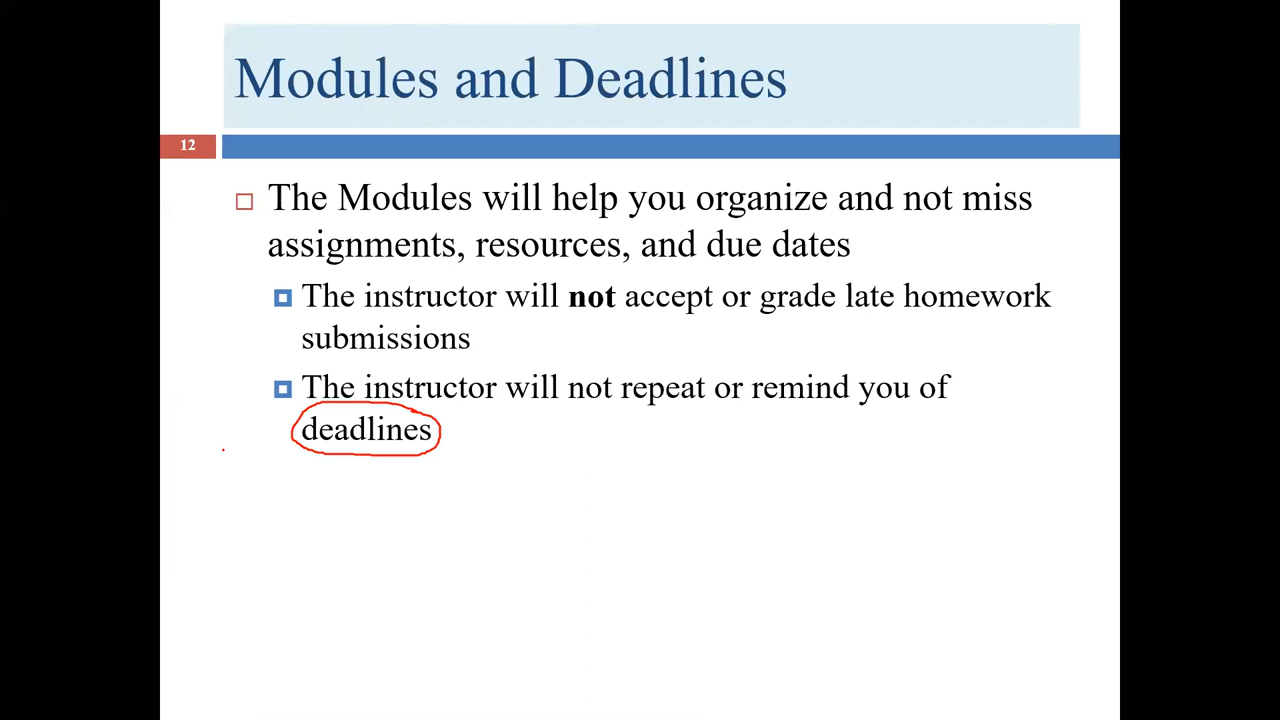 Modules and Deadlines
12
The Modules will help you organize and not miss
assignments, resources, and due dates
The instructor will not accept or grade late homework
submissions
The instructor will not repeat or remind you of
deadlines